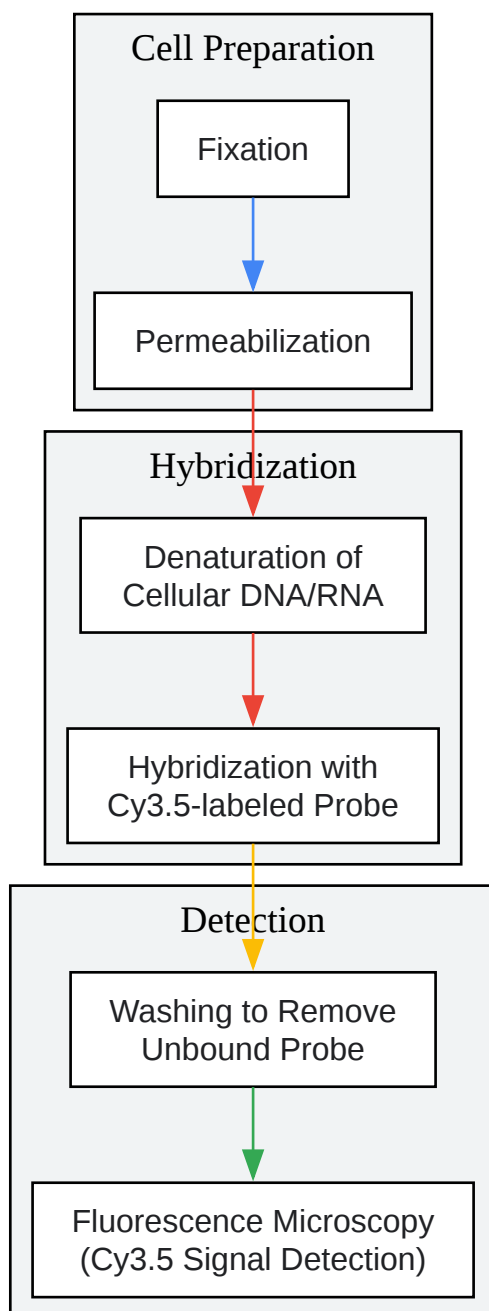 Cell Preparation
Fixation
Permeabilization
Hybridization
Denaturation of
Cellular DNA/RNA
Hybridization with
Cy3.5-labeled Probe
Detection
Washing to Remove
Unbound Probe
Fluorescence Microscopy
(Cy3.5 Signal Detection)